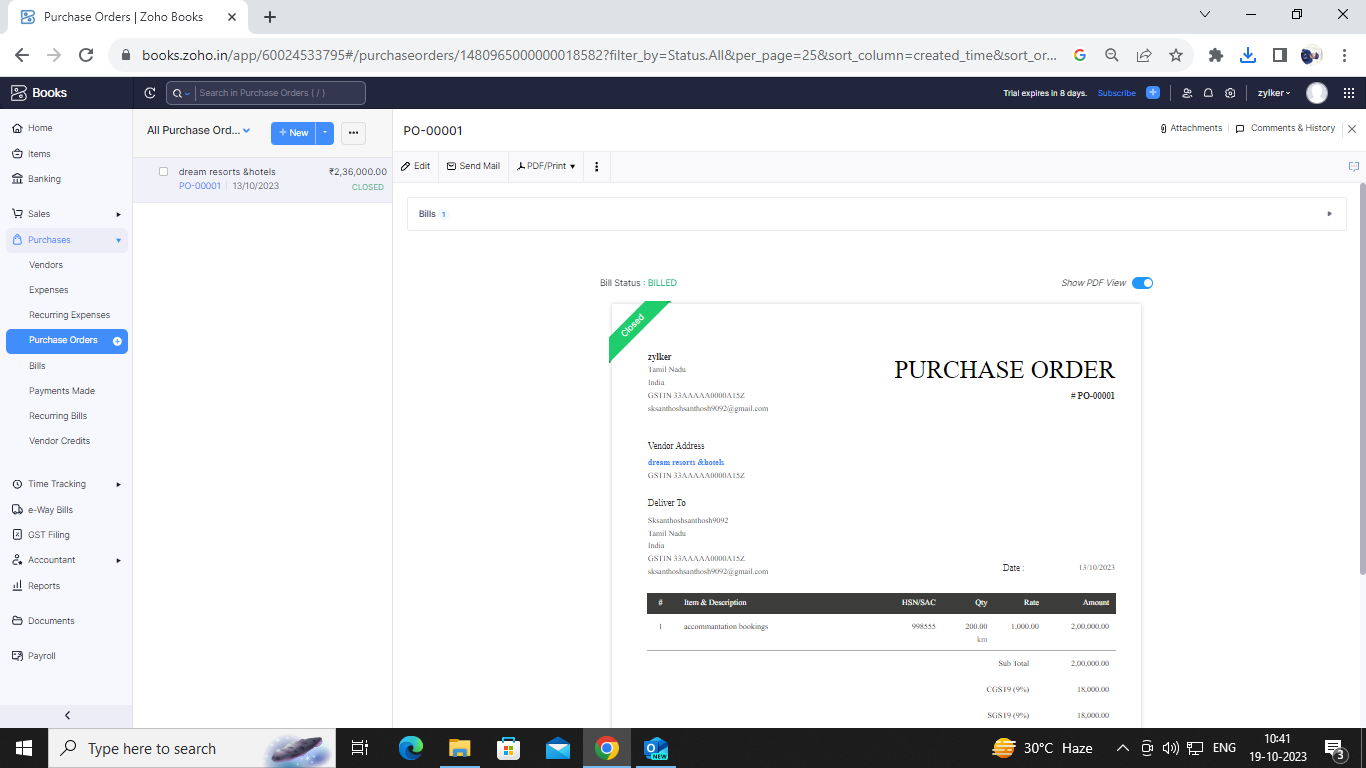 Purchase Orders | Zoho Books
books.zoho.in/app/60024533795#/purchaseorders/1480965000000018582?filter_by=Status.All&per_page=25&sort_column=created_time&sort_or...
Books
Search in Purchase Orders ( / )
Trial expires in 8 days.
Subscribe
zylker
Home
Items
Banking
Sales
Purchases
Vendors
Expenses
Recurring Expenses
Purchase Orders
Bills
Payments Made
Recurring Bills
Vendor Credits
Time Tracking
e-Way Bills
GST Filing
Accountant
Reports
Documents
Payroll
All Purchase Ord...
+ New
dream resorts &hotels ₹2,36,000.00
PO-00001 | 13/10/2023 CLOSED
PO-00001
Attachments
Comments & History
Edit
Send Mail
PDF/Print
Bills 1
Bill Status : BILLED
Show PDF View
Closed
zylker
Tamil Nadu
India
GSTIN 33AAAAA0000A15Z
sksanthoshsanthosh9092@gmail.com
PURCHASE ORDER
# PO-00001
Vendor Address
dream resorts &hotels
GSTIN 33AAAAA0000A15Z
Deliver To
Sksanthoshsanthosh9092
Tamil Nadu
India
GSTIN 33AAAAA0000A15Z
sksanthoshsanthosh9092@gmail.com
Date : 13/10/2023
# Item & Description HSN/SAC Qty Rate Amount
1 accommantation bookings 998555 200.00 1,000.00 2,00,000.00
km
Sub Total 2,00,000.00
CGST9 (9%) 18,000.00
SGST9 (9%) 18,000.00
Type here to search
NEW
30°C Haze
ENG
10:41
19-10-2023
3